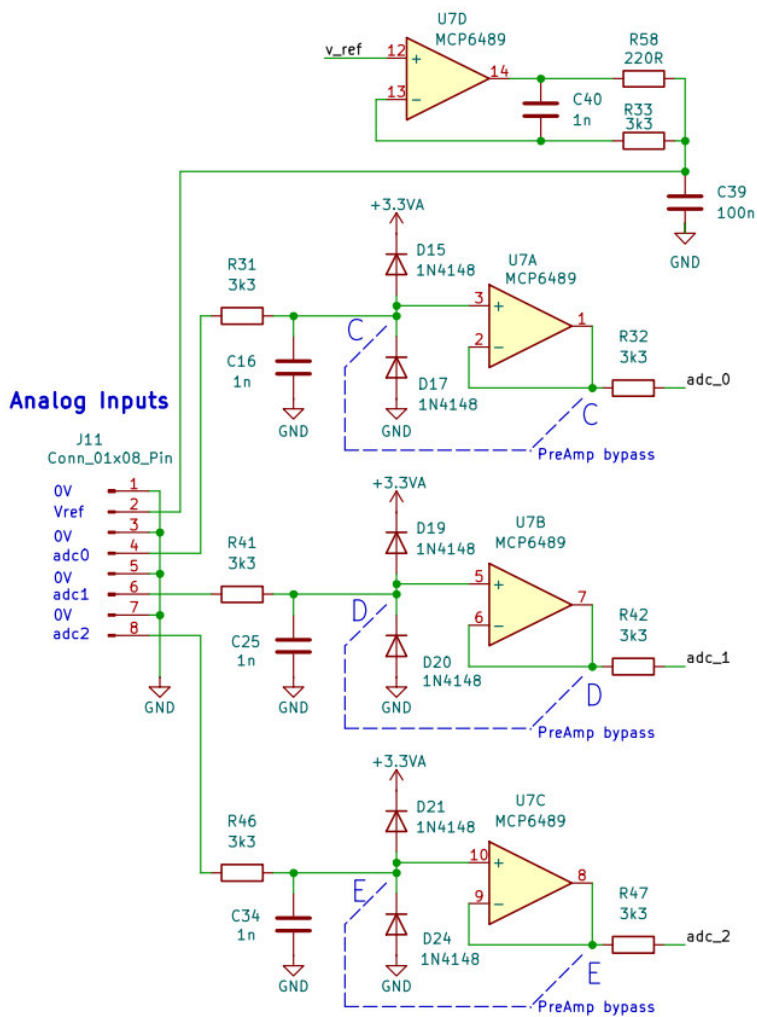 U7D
MCP6489
v_ref
12
+
13
−
14
R58
220R
C40
1n
R33
3k3
C39
100n
GND
+3.3VA
D15
1N4148
U7A
MCP6489
R31
3k3
3
+
1
2
−
C
C16
1n
D17
1N4148
R32
3k3
adc_0
GND
GND
C
PreAmp bypass
Analog Inputs
J11
Conn_01x08_Pin
0V
1
Vref
2
0V
3
adc0
4
0V
5
adc1
6
0V
7
adc2
8
GND
+3.3VA
D19
1N4148
U7B
MCP6489
R41
3k3
5
+
7
6
−
D
C25
1n
D20
1N4148
R42
3k3
adc_1
GND
GND
D
PreAmp bypass
+3.3VA
D21
1N4148
U7C
MCP6489
R46
3k3
10
+
8
9
−
E
C34
1n
D24
1N4148
R47
3k3
adc_2
GND
GND
E
PreAmp bypass